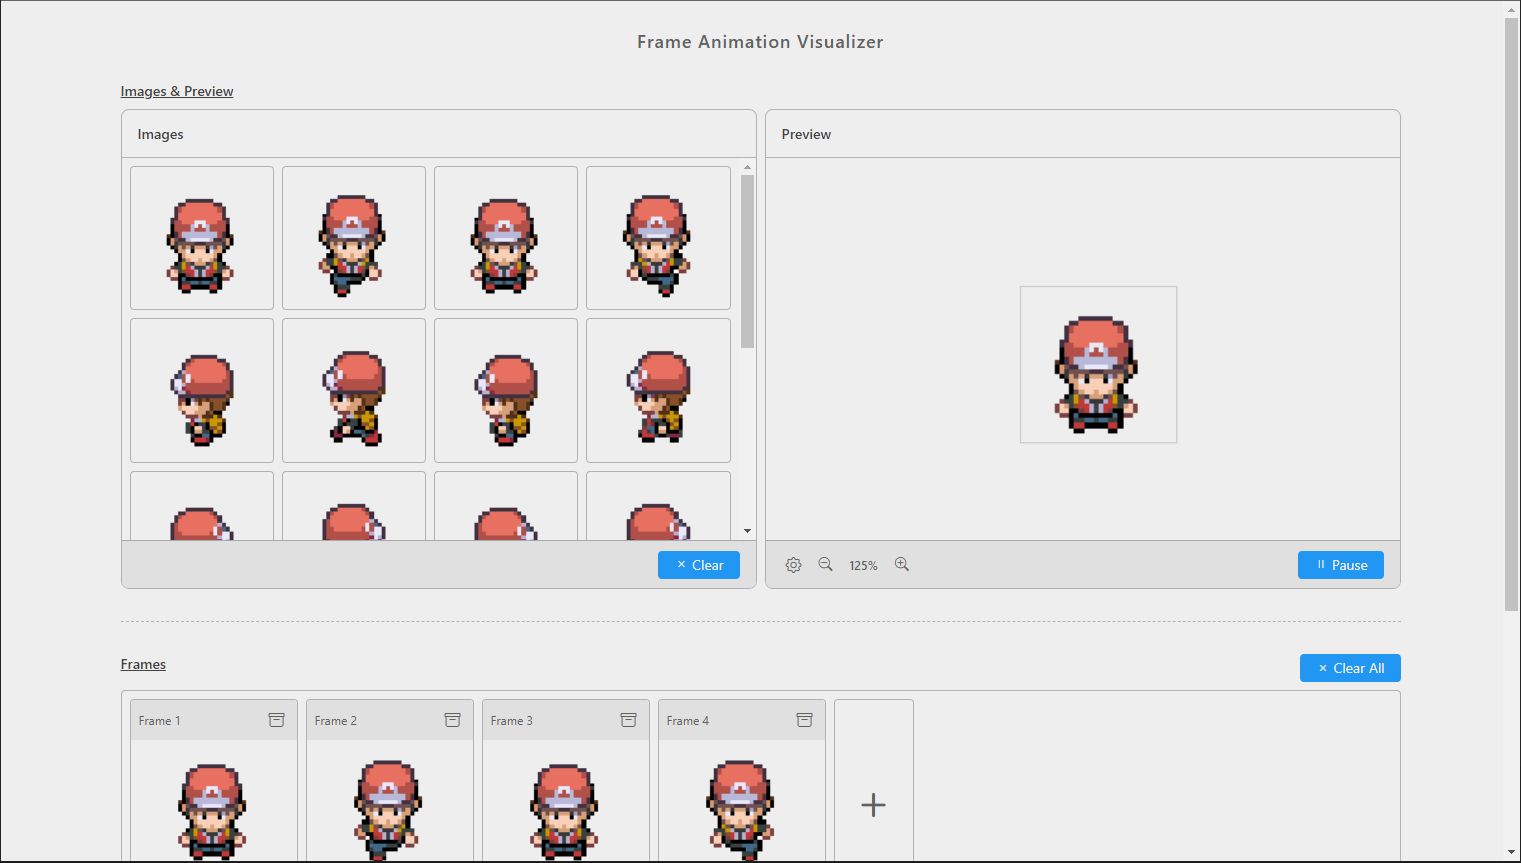 Frame Animation Visualizer
Images & Preview
Images
Preview
Clear
125%
Pause
Frames
Clear All
Frame 1
Frame 2
Frame 3
Frame 4